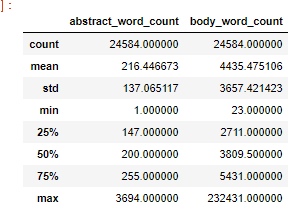 ]:
abstract_word_count body_word_count
count 24584.000000 24584.000000
mean 216.446673 4435.475106
std 137.065117 3657.421423
min 1.000000 23.000000
25% 147.000000 2711.000000
50% 200.000000 3809.500000
75% 255.000000 5431.000000
max 3694.000000 232431.000000